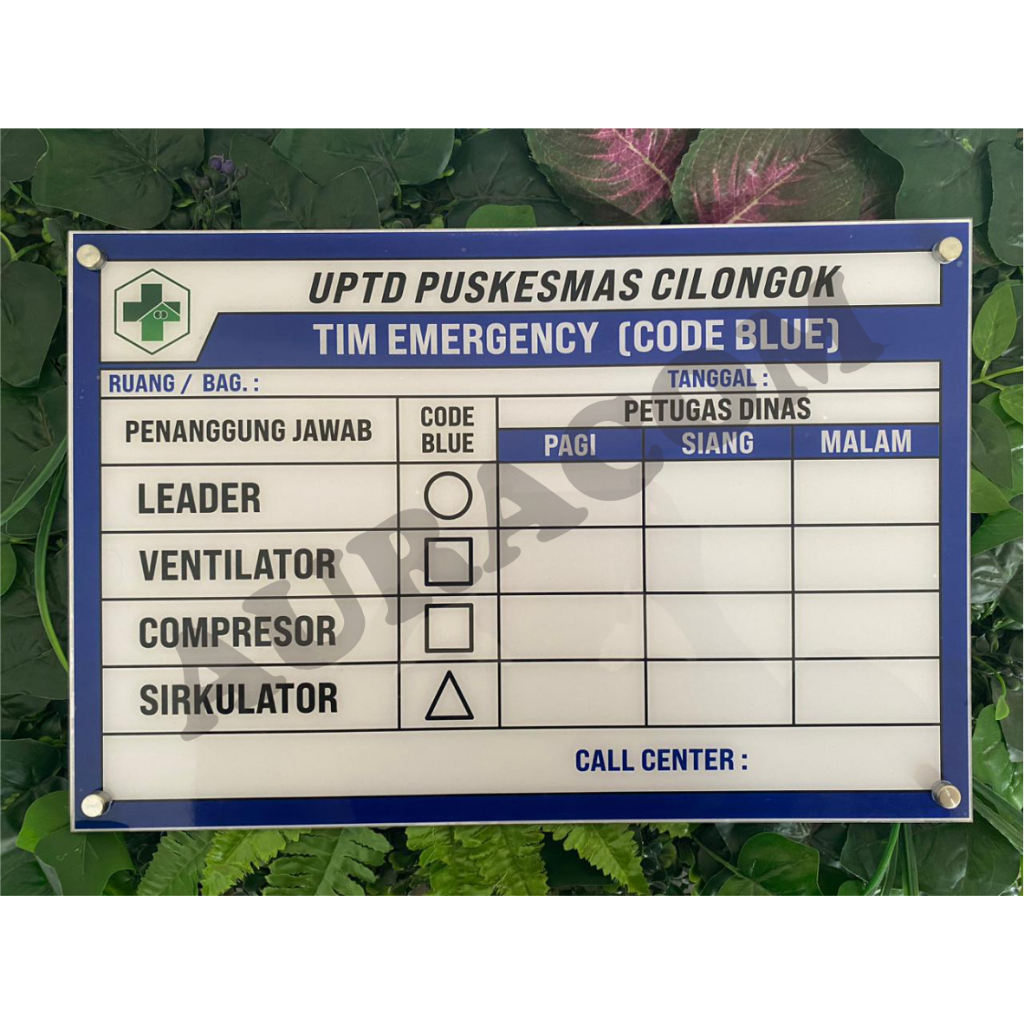 UPTD PUSKESMAS CILONGOK
TIM EMERGENCY (CODE BLUE)
RUANG / BAG. : TANGGAL :
PENANGGUNG JAWAB CODE BLUE PETUGAS DINAS
PAGI SIANG MALAM
LEADER
VENTILATOR
COMPRESOR
SIRKULATOR
CALL CENTER :
AURACOM